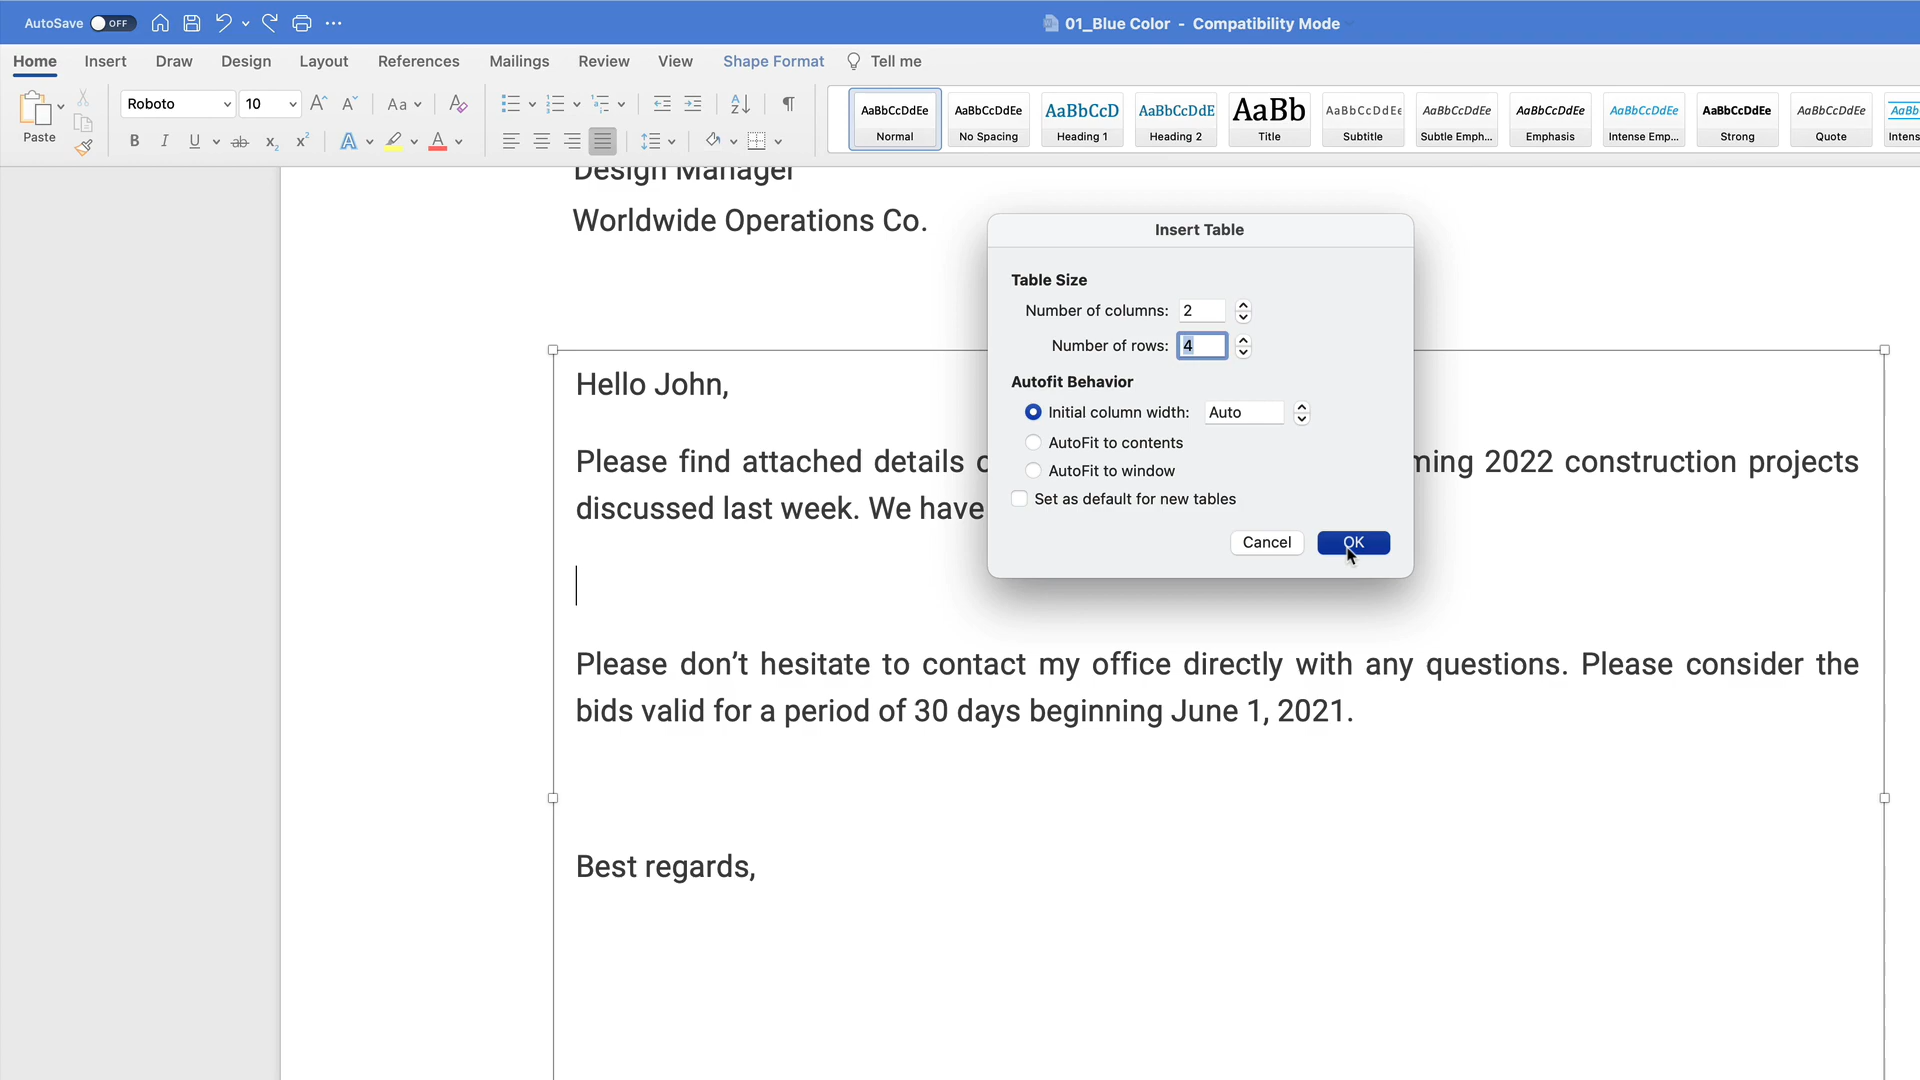 AutoSave OFF
01_Blue Color - Compatibility Mode
Home Insert Draw Design Layout References Mailings Review View Shape Format Tell me
Paste
Roboto 10 Aa
B I U ab X2 X2 A A
AaBbCcDdEe AaBbCcDdEe AaBbCcD AaBbCcDdE AaBb AaBbCcDdEe AaBbCcDdEe AaBbCcDdEe AaBbCcDdEe AaBbCcDdEe AaBbCcDdEe AaBb
Normal No Spacing Heading 1 Heading 2 Title Subtitle Subtle Emph... Emphasis Intense Emp... Strong Quote Intens
Design Manager
Worldwide Operations Co.
Insert Table
Table Size
Number of columns: 2
Number of rows: 4
Autofit Behavior
Initial column width: Auto
AutoFit to contents
AutoFit to window
Set as default for new tables
Cancel OK
Hello John,
Please find attached details ming 2022 construction projects
discussed last week. We have
Please don’t hesitate to contact my office directly with any questions. Please consider the
bids valid for a period of 30 days beginning June 1, 2021.
Best regards,